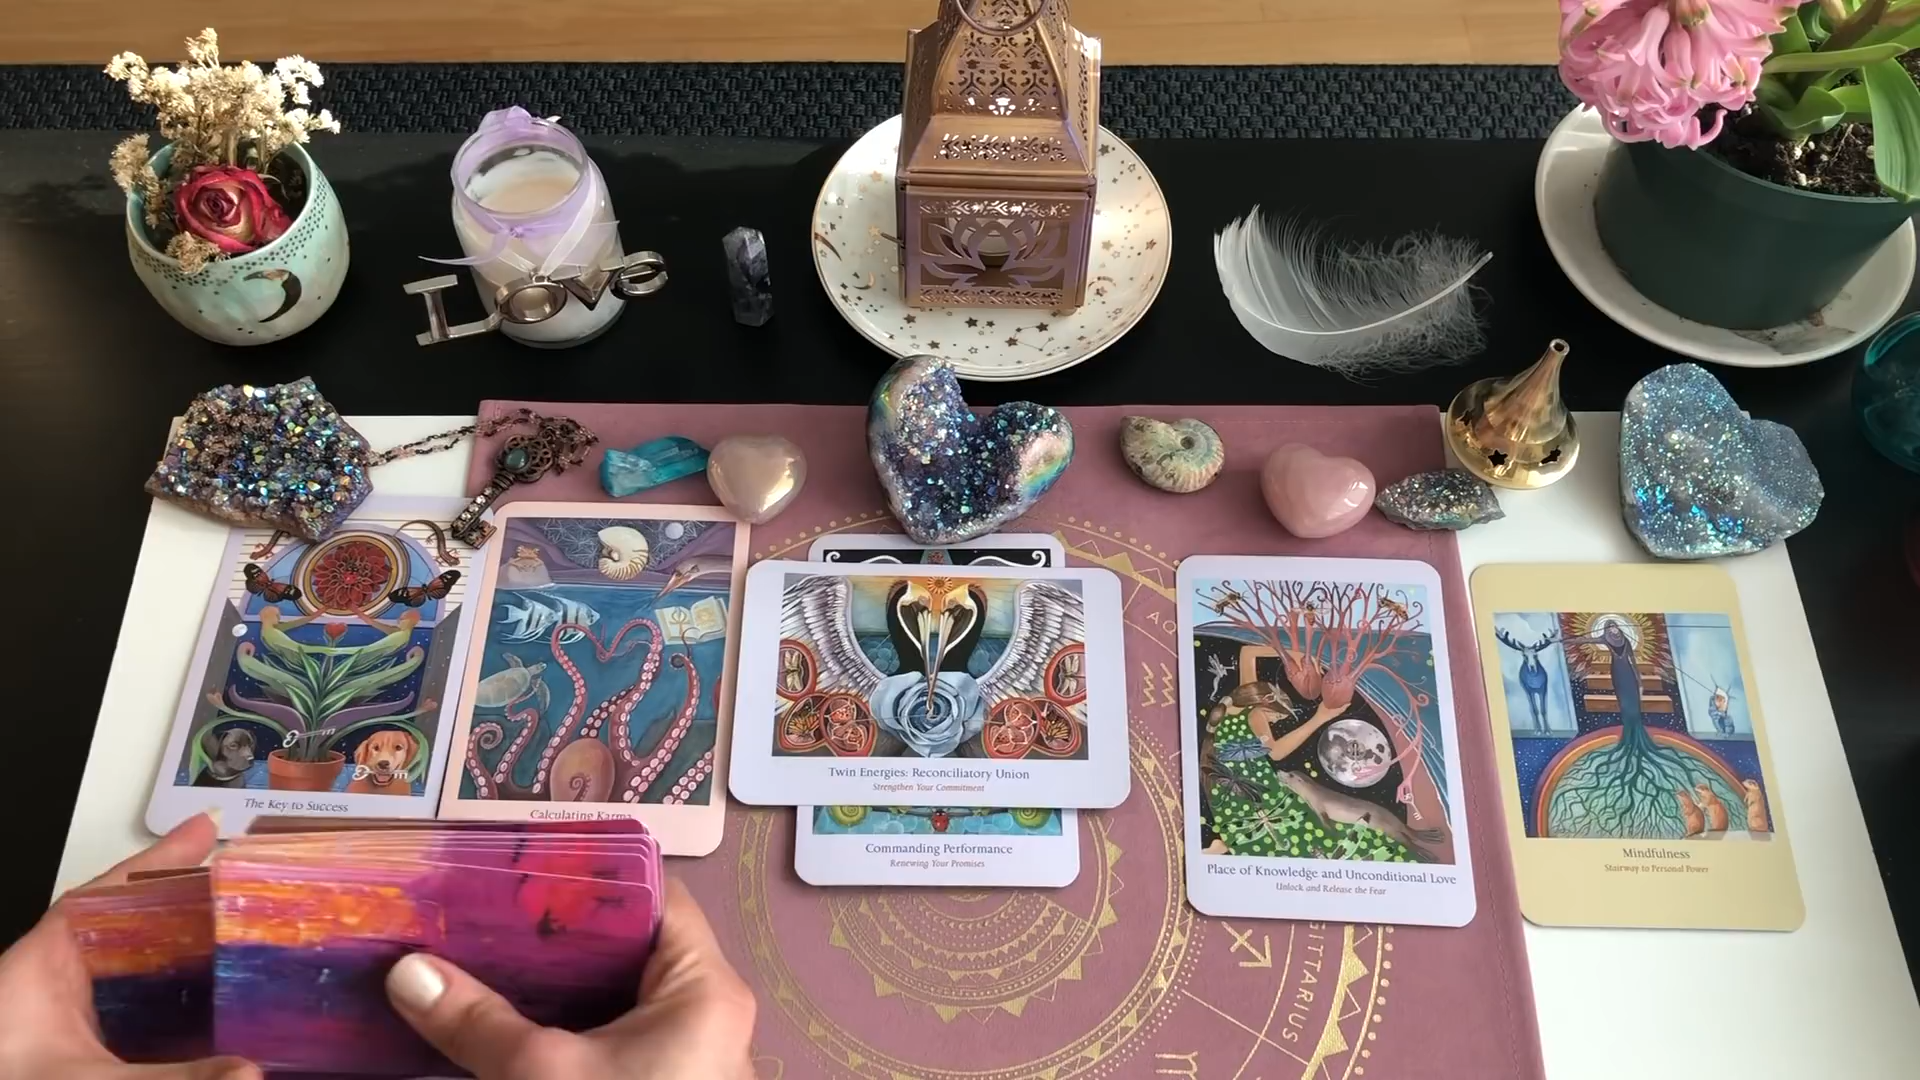 LOVE
The Key to Success
Calculating Karma
Twin Energies: Reconciliatory Union
Strengthen Your Commitment
Commanding Performance
Renewing Your Promises
Place of Knowledge and Unconditional Love
Unlock and Release the Fear
Mindfulness
Stairway to Personal Power
AQ
SAGITTARIUS